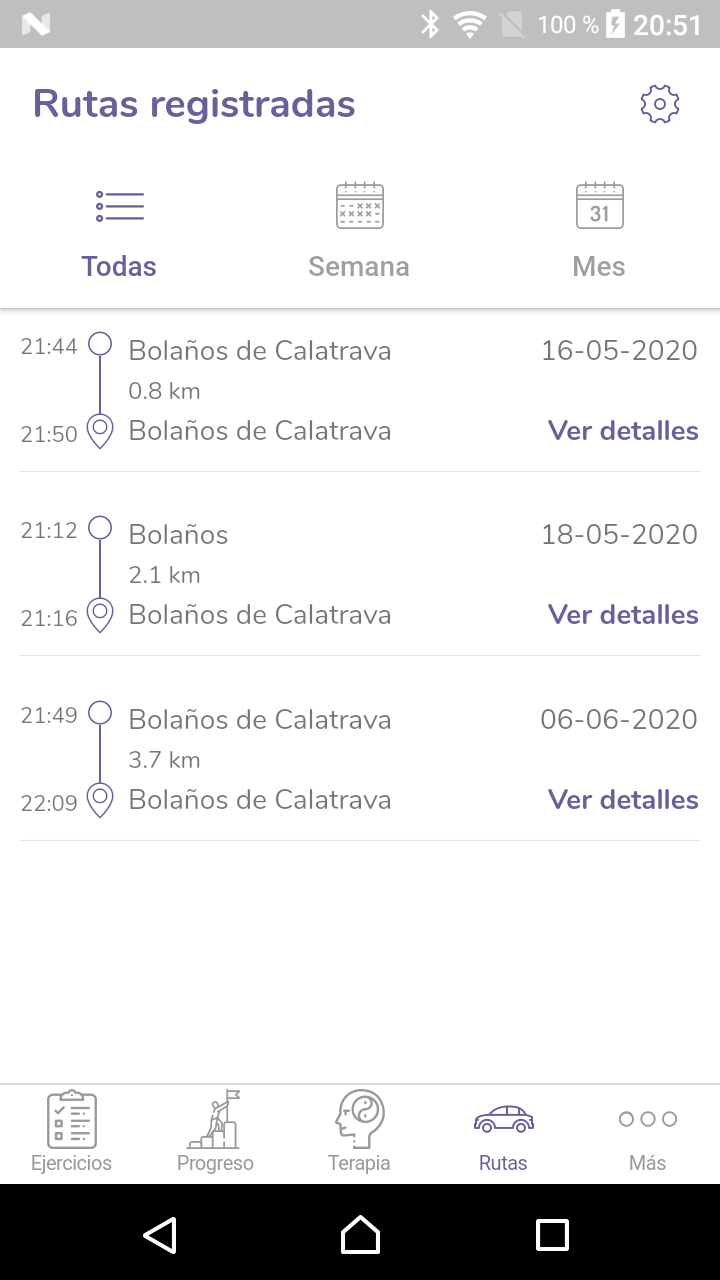 100 % 20:51
Rutas registradas
31
Todas Semana Mes
21:44 Bolaños de Calatrava 16-05-2020
0.8 km
21:50 Bolaños de Calatrava Ver detalles
21:12 Bolaños 18-05-2020
2.1 km
21:16 Bolaños de Calatrava Ver detalles
21:49 Bolaños de Calatrava 06-06-2020
3.7 km
22:09 Bolaños de Calatrava Ver detalles
Ejercicios Progreso Terapia Rutas Más